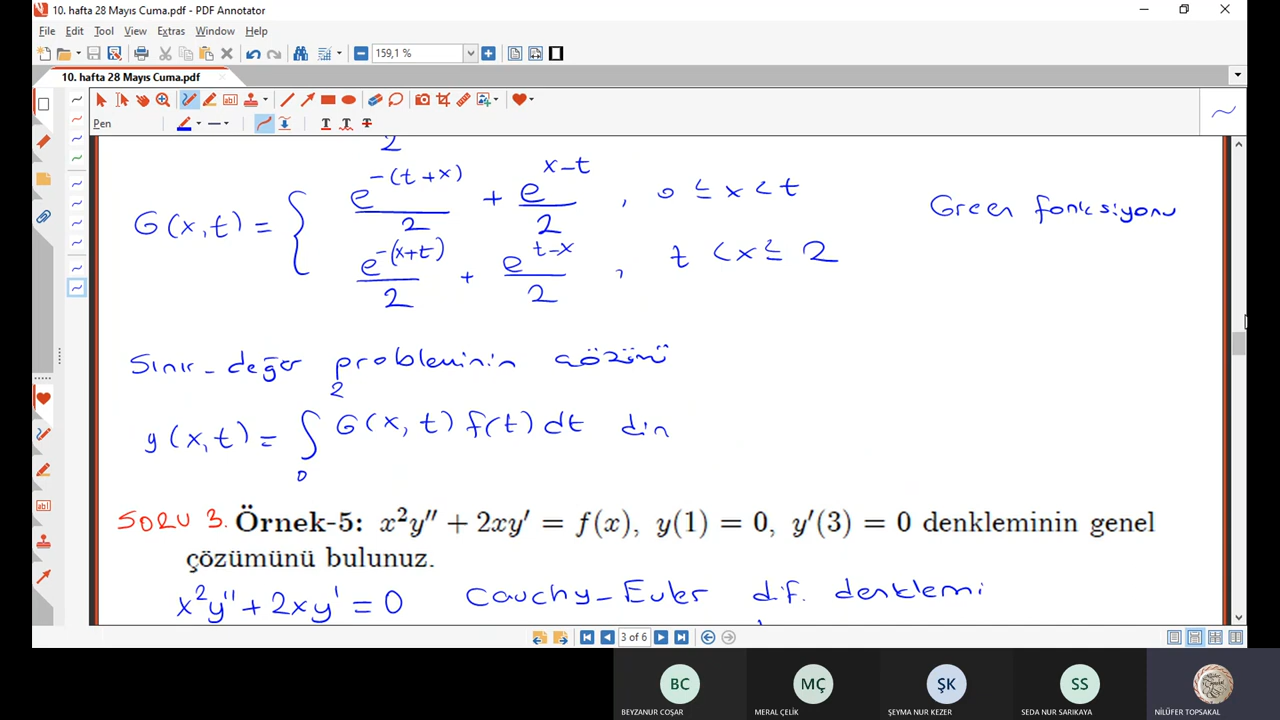 10. hafta 28 Mayıs Cuma.pdf - PDF Annotator
File Edit Tool View Extras Window Help
159,1 %
10. hafta 28 Mayıs Cuma.pdf
Pen
2
G(x,t) = { e^{-(t+x)}/2 + e^{x-t}/2 , 0 ≤ x < t
e^{-(x+t)}/2 + e^{t-x}/2 , t < x ≤ 2
Green fonksiyonu
Sınır-değer probleminin çözümü
y(x,t) = ∫_0^2 G(x,t) f(t) dt dır
SORU 3. Örnek-5: x²y'' + 2xy' = f(x), y(1) = 0, y'(3) = 0 denkleminin genel
çözümünü bulunuz.
x²y'' + 2xy' = 0 Cauchy-Euler dif. denklemi
3 of 6
BC MÇ ŞK SS
BEYZANUR COŞAR MERAL ÇELİK ŞEYMA NUR KEZER SEDA NUR SARIKAYA NİLÜFER TOPSAKAL